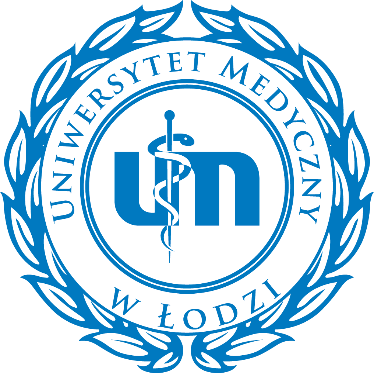 UNIWERSYTET MEDYCZNY
um
W ŁODZI